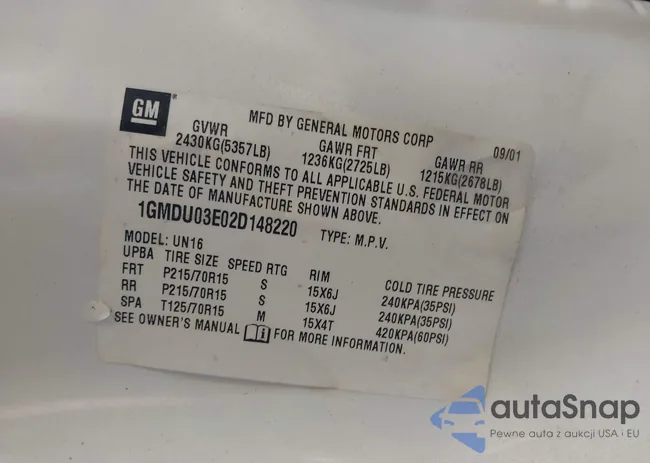 GM
MFD BY GENERAL MOTORS CORP 09/01
GVWR GAWR FRT GAWR RR
2430KG(5357LB) 1236KG(2725LB) 1215KG(2678LB)
THIS VEHICLE CONFORMS TO ALL APPLICABLE U.S. FEDERAL MOTOR
VEHICLE SAFETY AND THEFT PREVENTION STANDARDS IN EFFECT ON
THE DATE OF MANUFACTURE SHOWN ABOVE.
1GMDU03E02D148220 TYPE: M.P.V.
MODEL: UN16
UPBA TIRE SIZE SPEED RTG RIM COLD TIRE PRESSURE
FRT P215/70R15 S 15X6J 240KPA(35PSI)
RR P215/70R15 S 15X6J 240KPA(35PSI)
SPA T125/70R15 M 15X4T 420KPA(60PSI)
SEE OWNER'S MANUAL FOR MORE INFORMATION.
autaSnap
Pewne auta z aukcji USA i EU